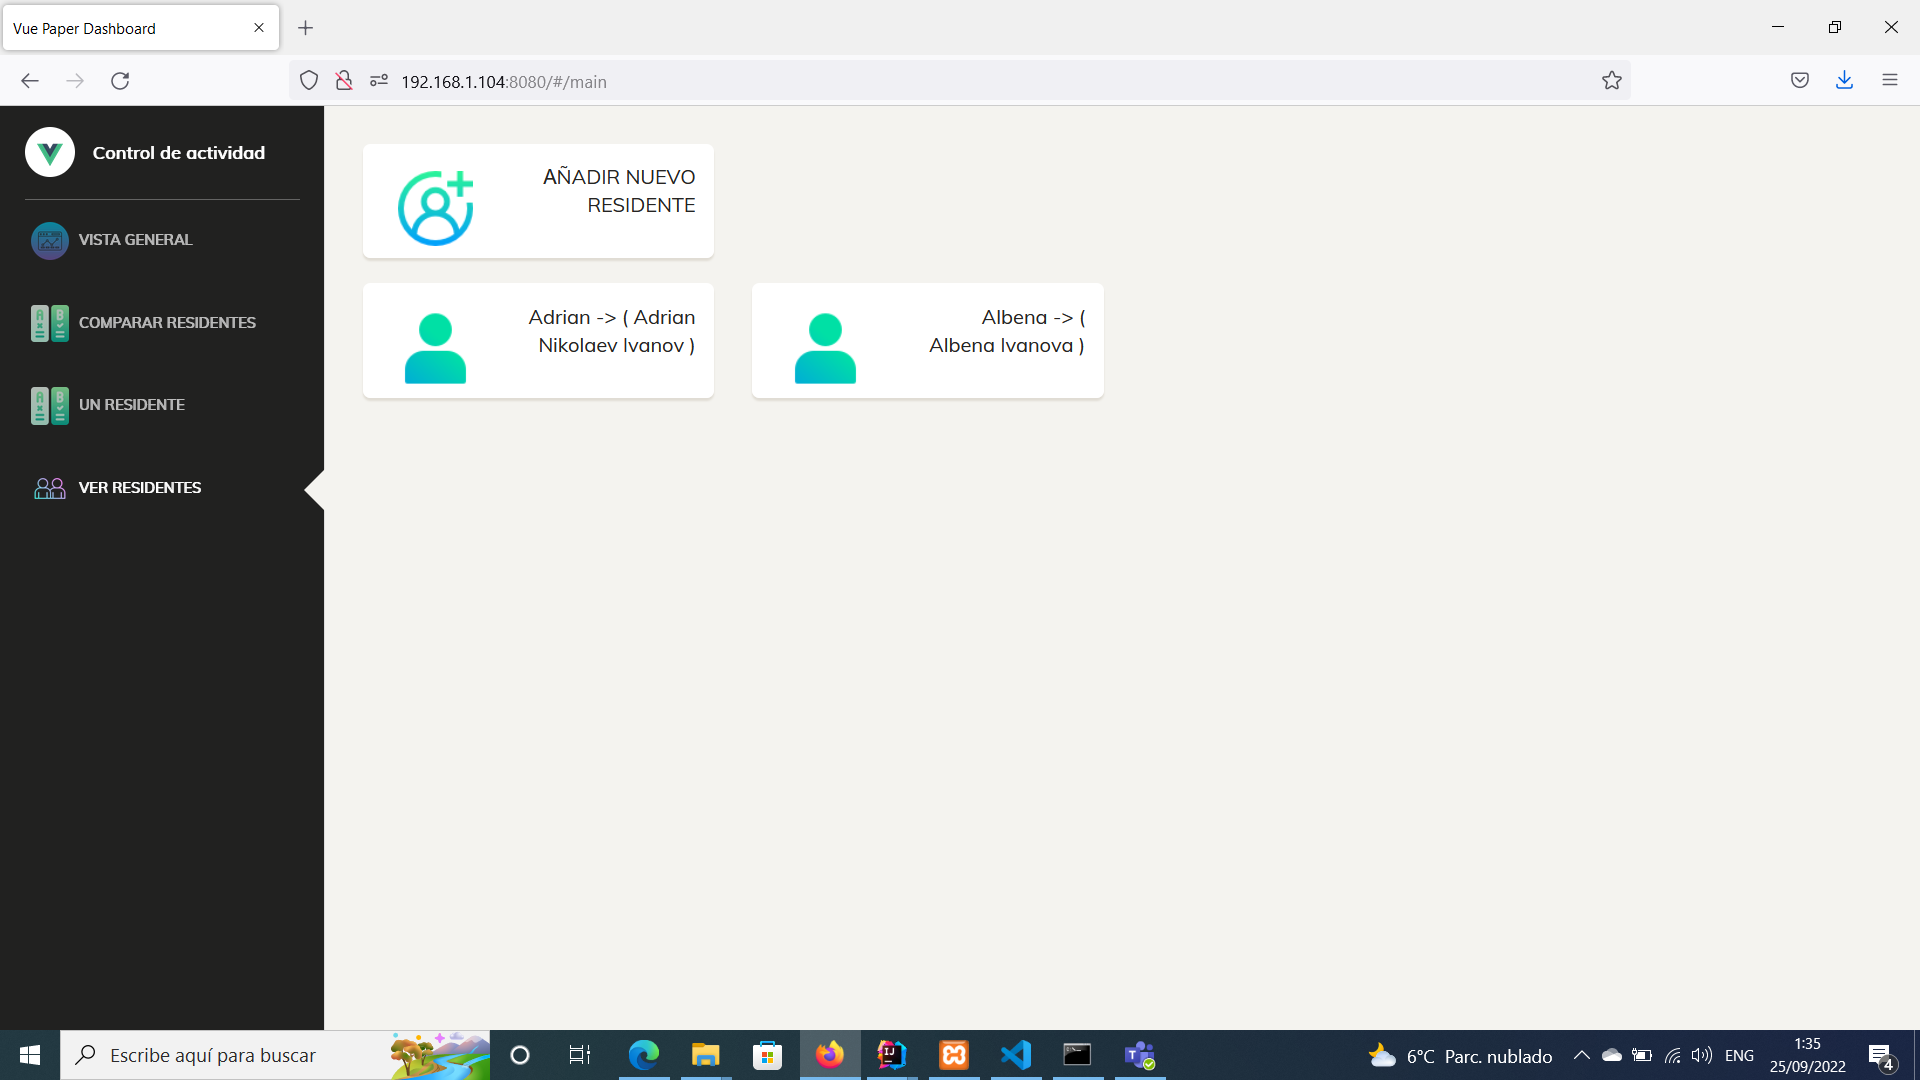 Vue Paper Dashboard
192.168.1.104:8080/#/main
Control de actividad
VISTA GENERAL
COMPARAR RESIDENTES
UN RESIDENTE
VER RESIDENTES
AÑADIR NUEVO
RESIDENTE
Adrian -> ( Adrian
Nikolaev Ivanov )
Albena -> (
Albena Ivanova )
Escribe aquí para buscar
6°C Parc. nublado
ENG
1:35
25/09/2022
4